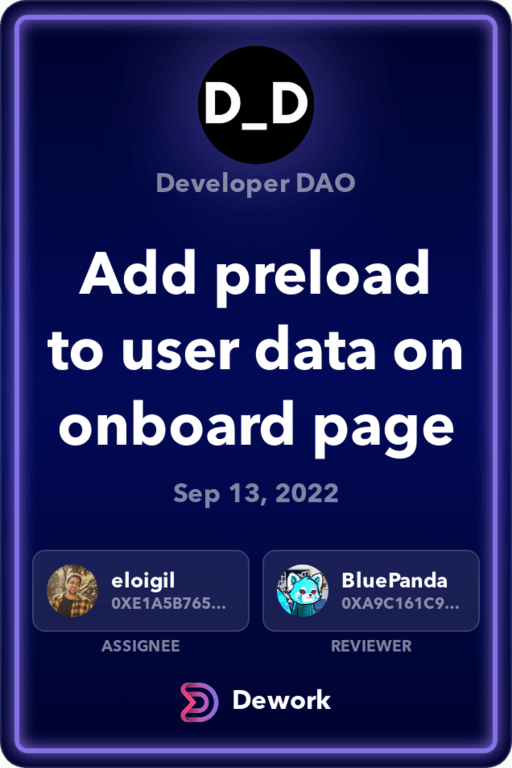 D_D
Developer DAO
Add preload
to user data on
onboard page
Sep 13, 2022
eloigil
0XE1A5B765...
ASSIGNEE
BluePanda
0XA9C161C9...
REVIEWER
Dework